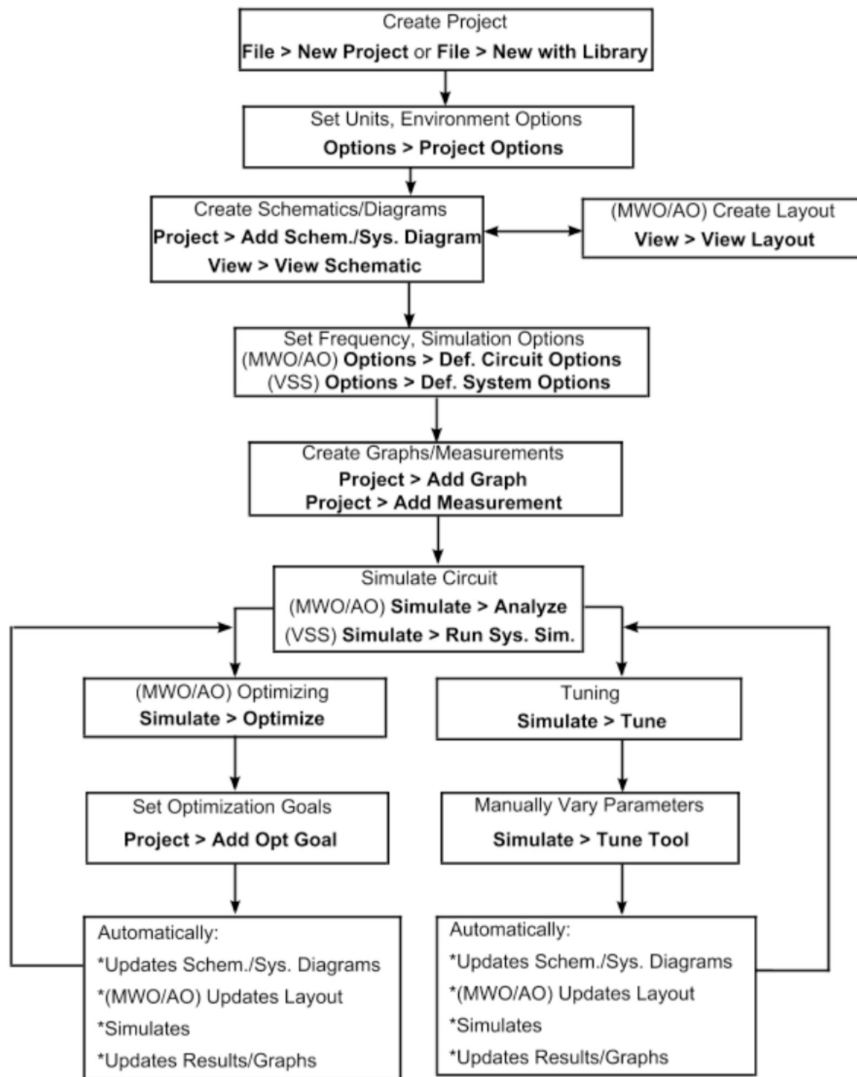 Create Project
File > New Project or File > New with Library
Set Units, Environment Options
Options > Project Options
Create Schematics/Diagrams
Project > Add Schem./Sys. Diagram
View > View Schematic
(MWO/AO) Create Layout
View > View Layout
Set Frequency, Simulation Options
(MWO/AO) Options > Def. Circuit Options
(VSS) Options > Def. System Options
Create Graphs/Measurements
Project > Add Graph
Project > Add Measurement
Simulate Circuit
(MWO/AO) Simulate > Analyze
(VSS) Simulate > Run Sys. Sim.
(MWO/AO) Optimizing
Simulate > Optimize
Set Optimization Goals
Project > Add Opt Goal
Automatically:
*Updates Schem./Sys. Diagrams
*(MWO/AO) Updates Layout
*Simulates
*Updates Results/Graphs
Tuning
Simulate > Tune
Manually Vary Parameters
Simulate > Tune Tool
Automatically:
*Updates Schem./Sys. Diagrams
*(MWO/AO) Updates Layout
*Simulates
*Updates Results/Graphs